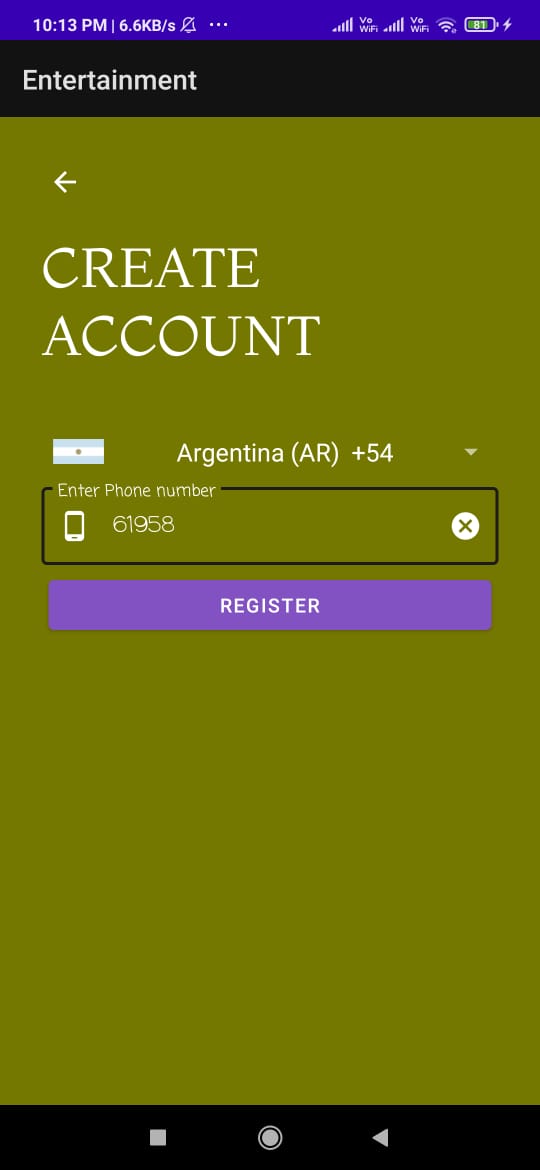 10:13 PM | 6.6KB/s ... Vo WiFi Vo WiFi 81
Entertainment
CREATE
ACCOUNT
Argentina (AR) +54
Enter Phone number
61958
REGISTER